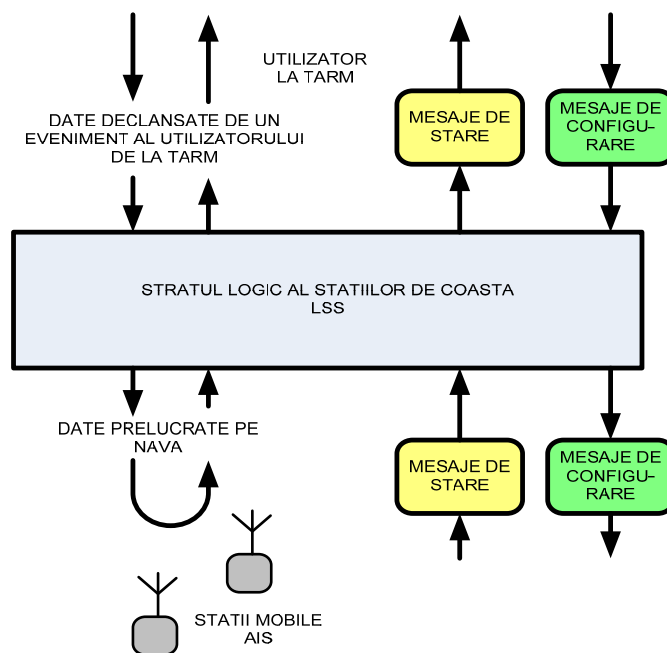 UTILIZATOR
LA TARM
DATE DECLANSATE DE UN
EVENIMENT AL UTILIZATORULUI
DE LA TARM
MESAJE DE
STARE
MESAJE DE
CONFIGU-
RARE
STRATUL LOGIC AL STATIILOR DE COASTA
LSS
DATE PRELUCRATE PE
NAVA
MESAJE DE
STARE
MESAJE DE
CONFIGU-
RARE
STATII MOBILE
AIS